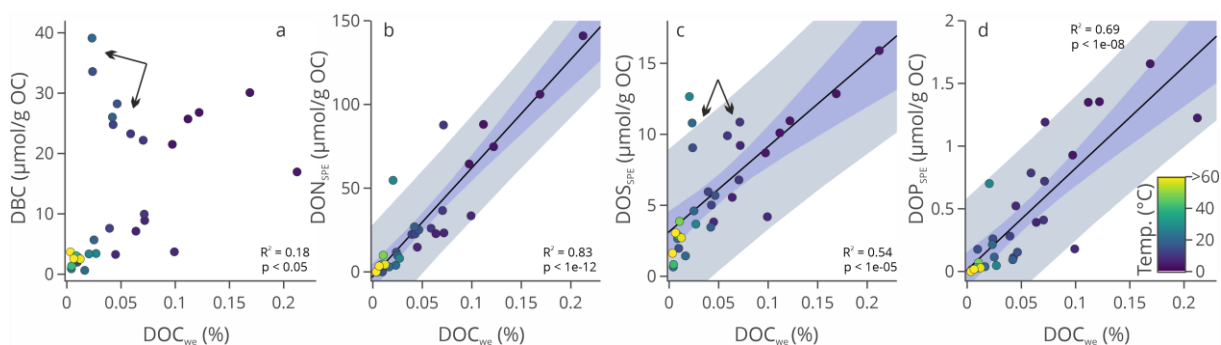 a
DBC (µmol/g OC)
40
30
20
10
0
R² = 0.18
p < 0.05
0
0.05
0.1
0.15
0.2
DOCwe (%)
b
DONSPE (µmol/g OC)
150
100
50
0
R² = 0.83
p < 1e-12
0
0.05
0.1
0.15
0.2
DOCwe (%)
c
DOSSPE (µmol/g OC)
15
10
5
0
R² = 0.54
p < 1e-05
0
0.05
0.1
0.15
0.2
DOCwe (%)
d
DOPSPE (µmol/g OC)
2
1.5
1
0.5
0
R² = 0.69
p < 1e-08
0
0.05
0.1
0.15
0.2
DOCwe (%)
Temp. (°C)
>60
40
20
0